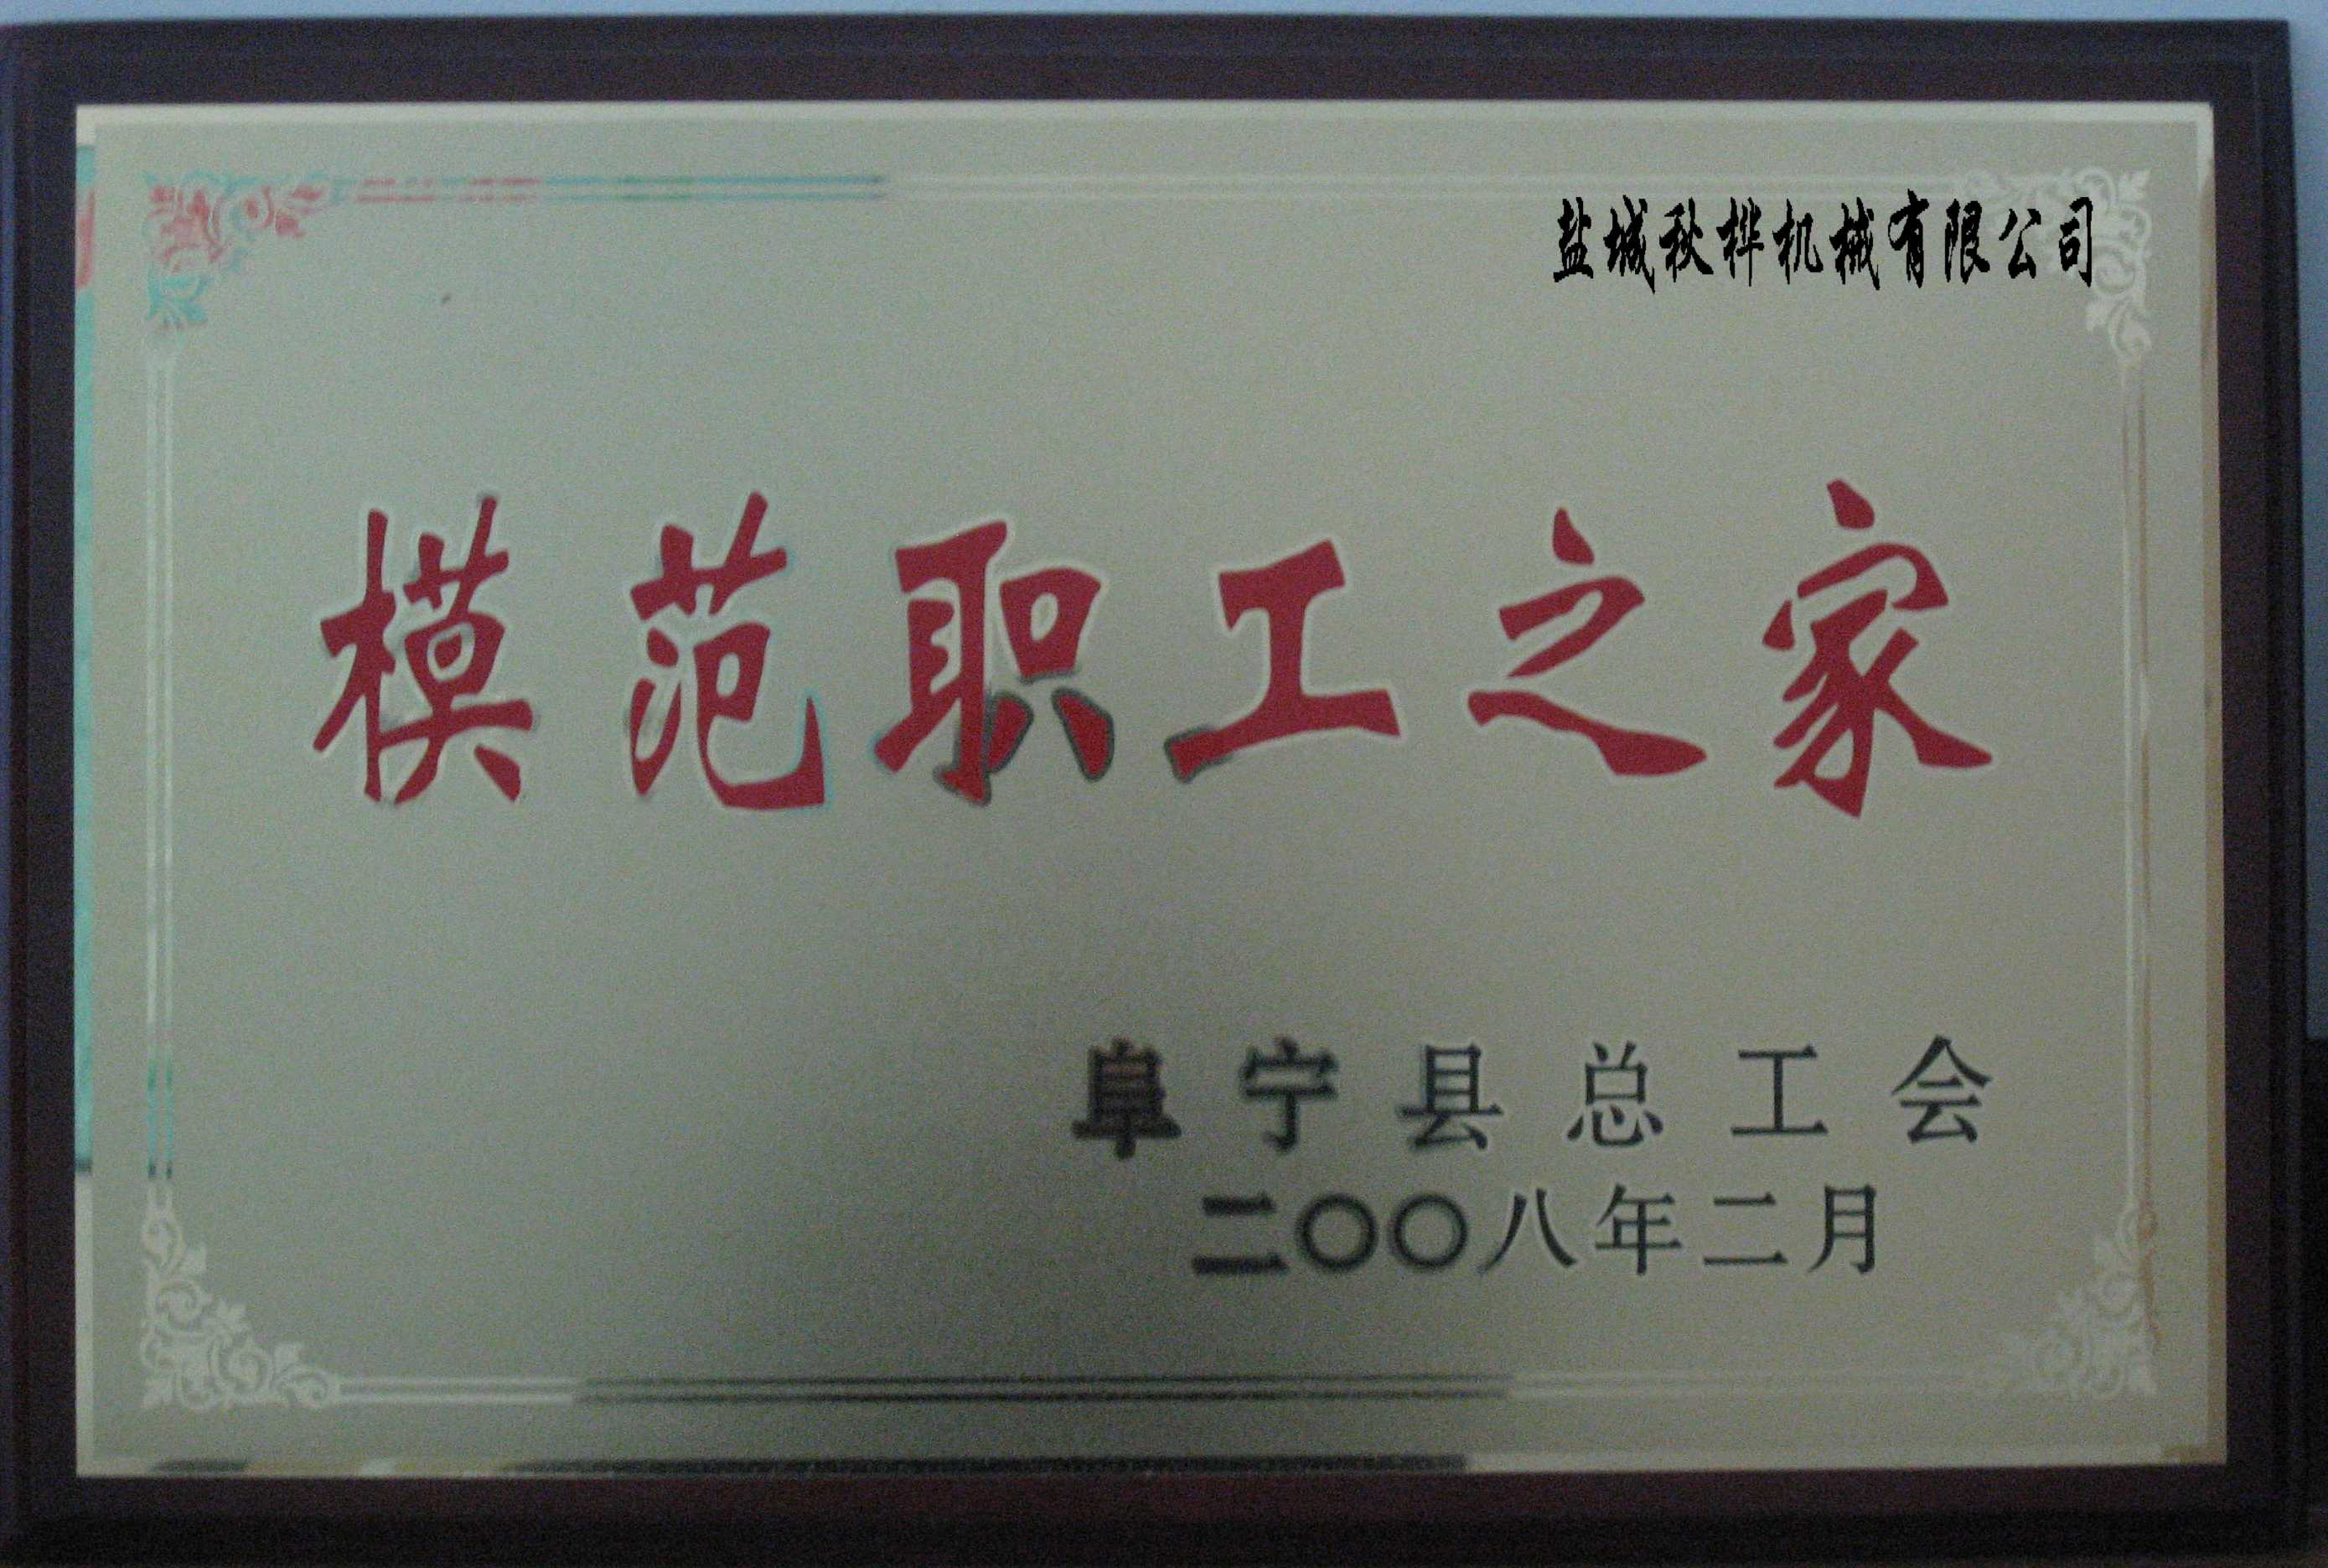 盐城秋桦机械有限公司
模范职工之家
阜宁县总工会
二〇〇八年二月